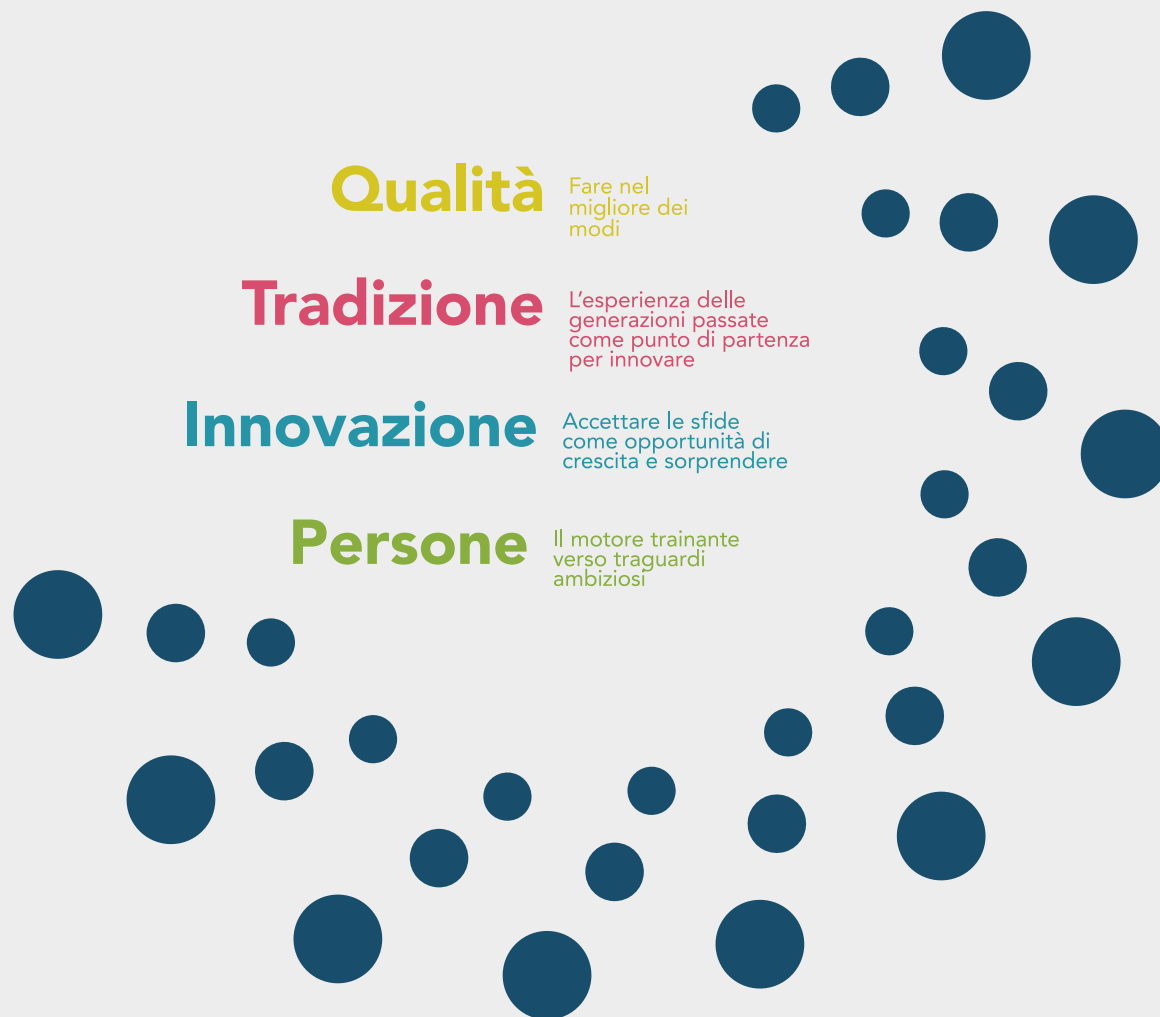 Qualità
Fare nel
migliore dei
modi
Tradizione
L'esperienza delle
generazioni passate
come punto di partenza
per innovare
Innovazione
Accettare le sfide
come opportunità di
crescita e sorprendere
Persone
Il motore trainante
verso traguardi
ambiziosi